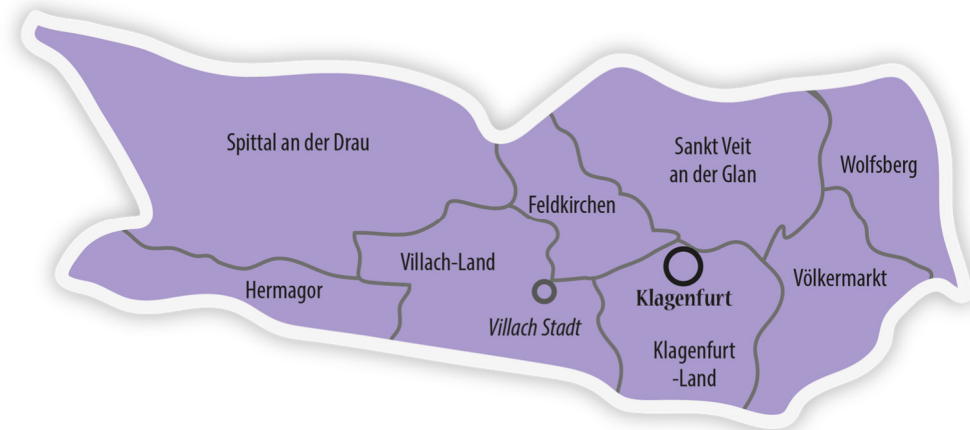 Spittal an der Drau
Sankt Veit
an der Glan
Wolfsberg
Feldkirchen
Villach-Land
Völkermarkt
Hermagor
Klagenfurt
Villach Stadt
Klagenfurt
-Land